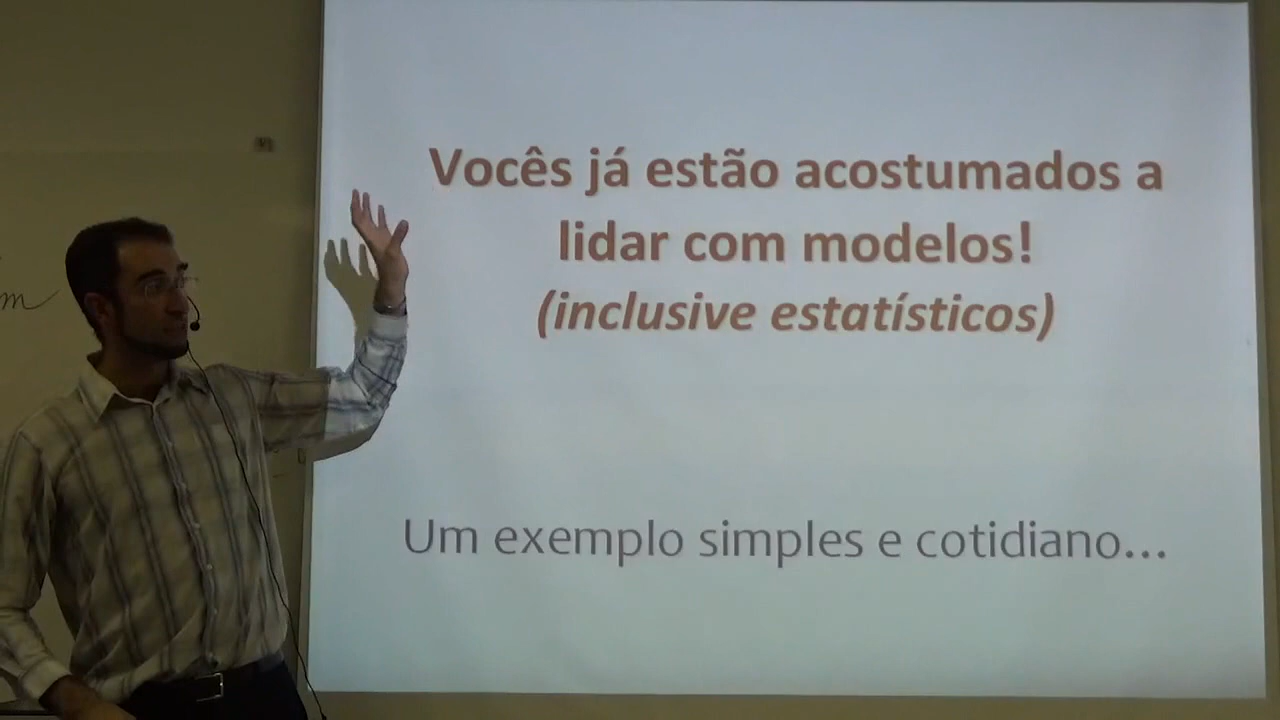 Vocês já estão acostumados a
lidar com modelos!
(inclusive estatísticos)
Um exemplo simples e cotidiano...